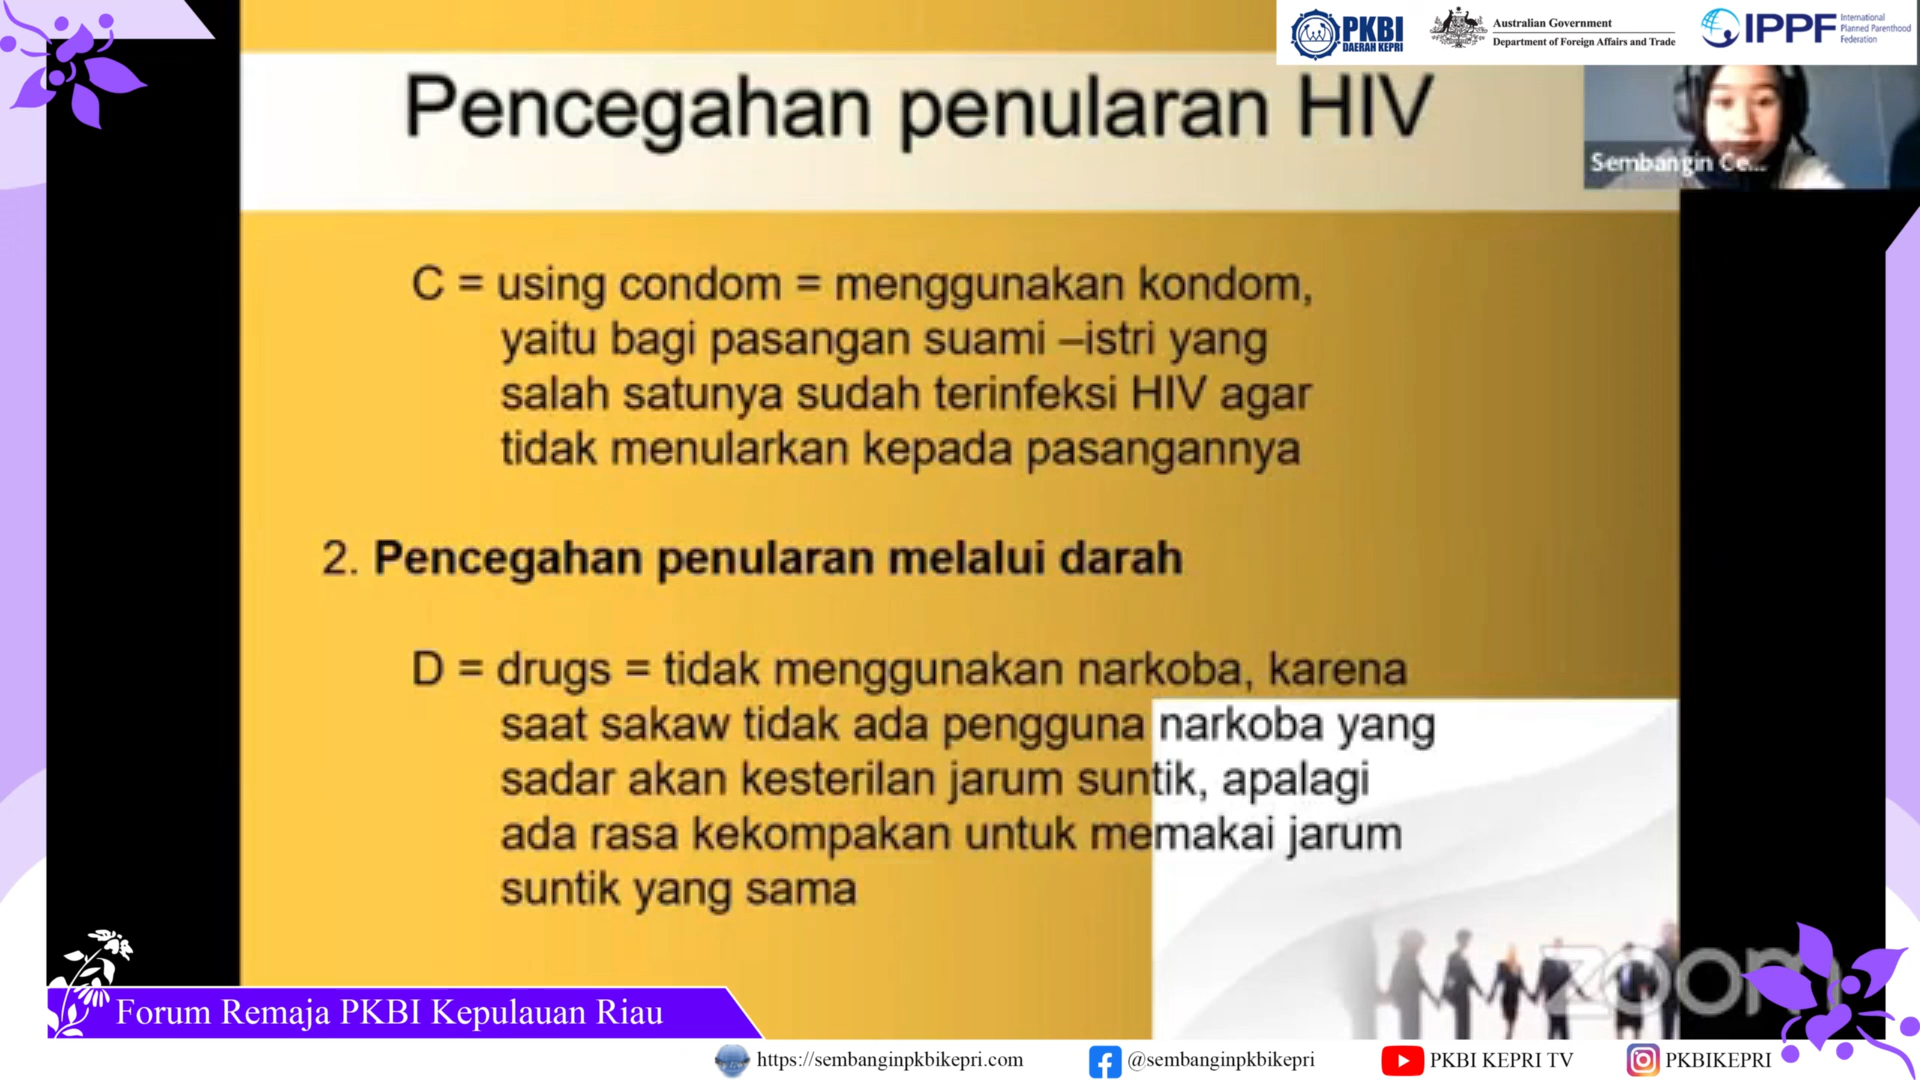 PKBI
DAERAH KEPRI
Australian Government
Department of Foreign Affairs and Trade
IPPF
International
Planned Parenthood
Federation
Pencegahan penularan HIV
Sembangin Ce...
C = using condom = menggunakan kondom,
yaitu bagi pasangan suami –istri yang
salah satunya sudah terinfeksi HIV agar
tidak menularkan kepada pasangannya
2. Pencegahan penularan melalui darah
D = drugs = tidak menggunakan narkoba, karena
saat sakaw tidak ada pengguna narkoba yang
sadar akan kesterilan jarum suntik, apalagi
ada rasa kekompakan untuk memakai jarum
suntik yang sama
zoom
Forum Remaja PKBI Kepulauan Riau
https://sembanginpkbikepri.com
@sembanginpkbikepri
PKBI KEPRI TV
PKBIKEPRI